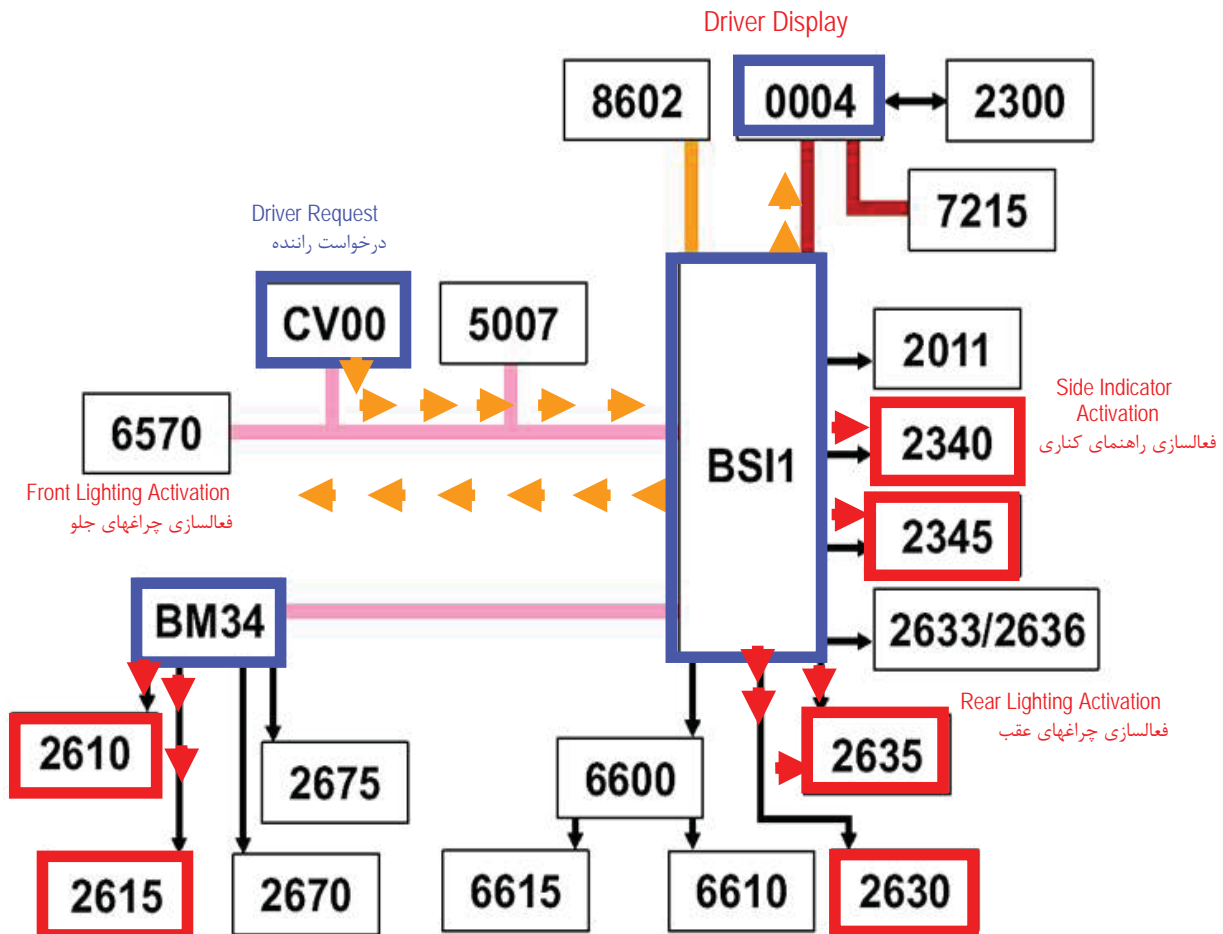 Driver Display
8602
0004
2300
7215
Driver Request
درخواست راننده
CV00
5007
2011
Side Indicator
Activation
فعالسازی راهنمای کناری
6570
2340
BSI1
Front Lighting Activation
فعالسازی چراغهای جلو
2345
BM34
2633/2636
Rear Lighting Activation
فعالسازی چراغهای عقب
2610
2675
6600
2635
2615
2670
6615
6610
2630